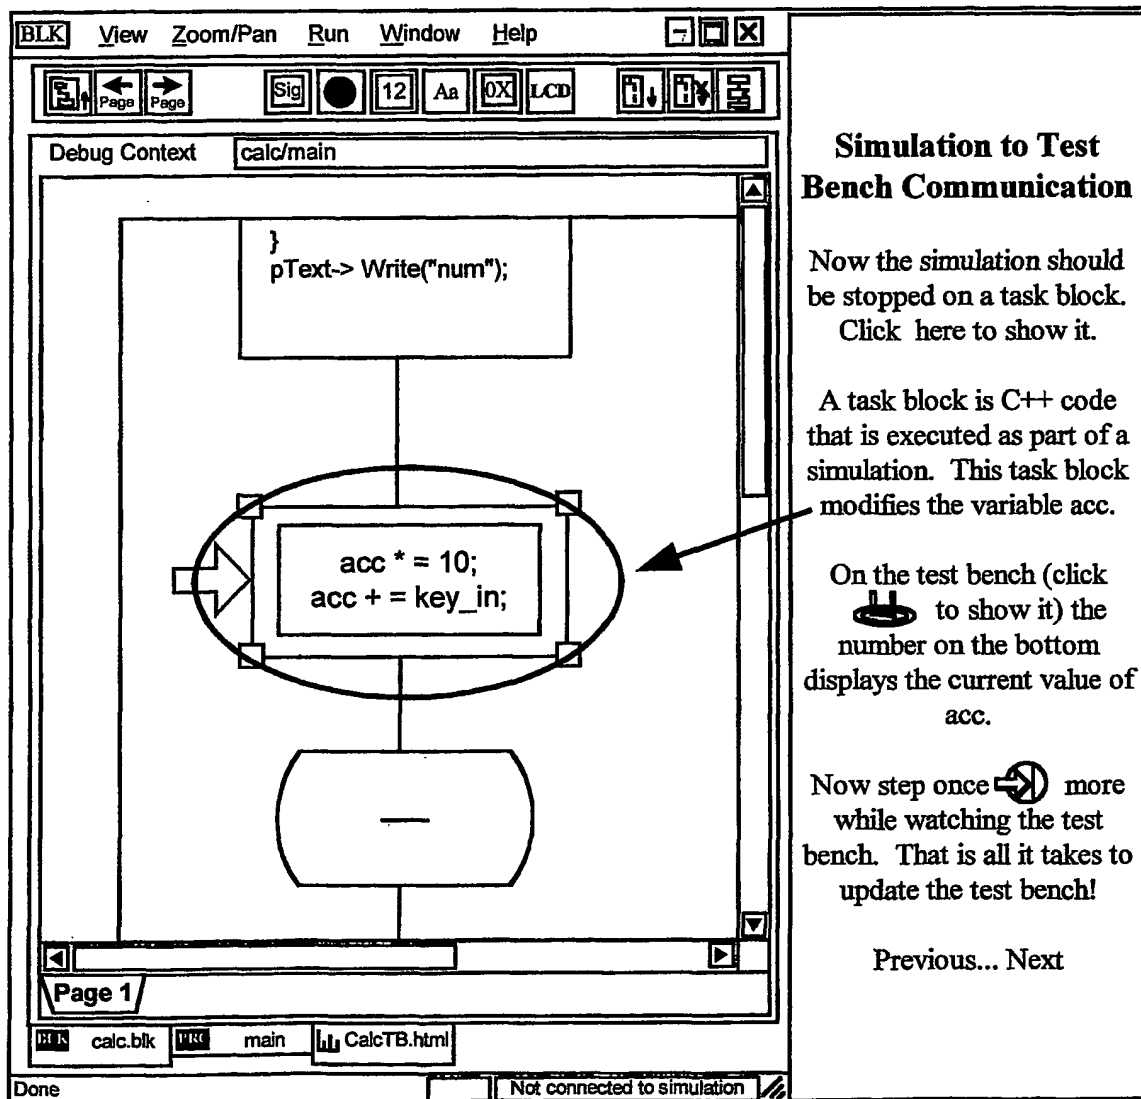 BLK View Zoom/Pan Run Window Help
Page Page Sig 12 Aa 0X LCD
Debug Context calc/main
}
pText-> Write("num");
acc * = 10;
acc + = key_in;
Page 1
BLK calc.blk PRC main CalcTB.html
Done Not connected to simulation
Simulation to Test
Bench Communication
Now the simulation should
be stopped on a task block.
Click here to show it.
A task block is C++ code
that is executed as part of a
simulation. This task block
modifies the variable acc.
On the test bench (click
to show it) the
number on the bottom
displays the current value of
acc.
Now step once more
while watching the test
bench. That is all it takes to
update the test bench!
Previous... Next